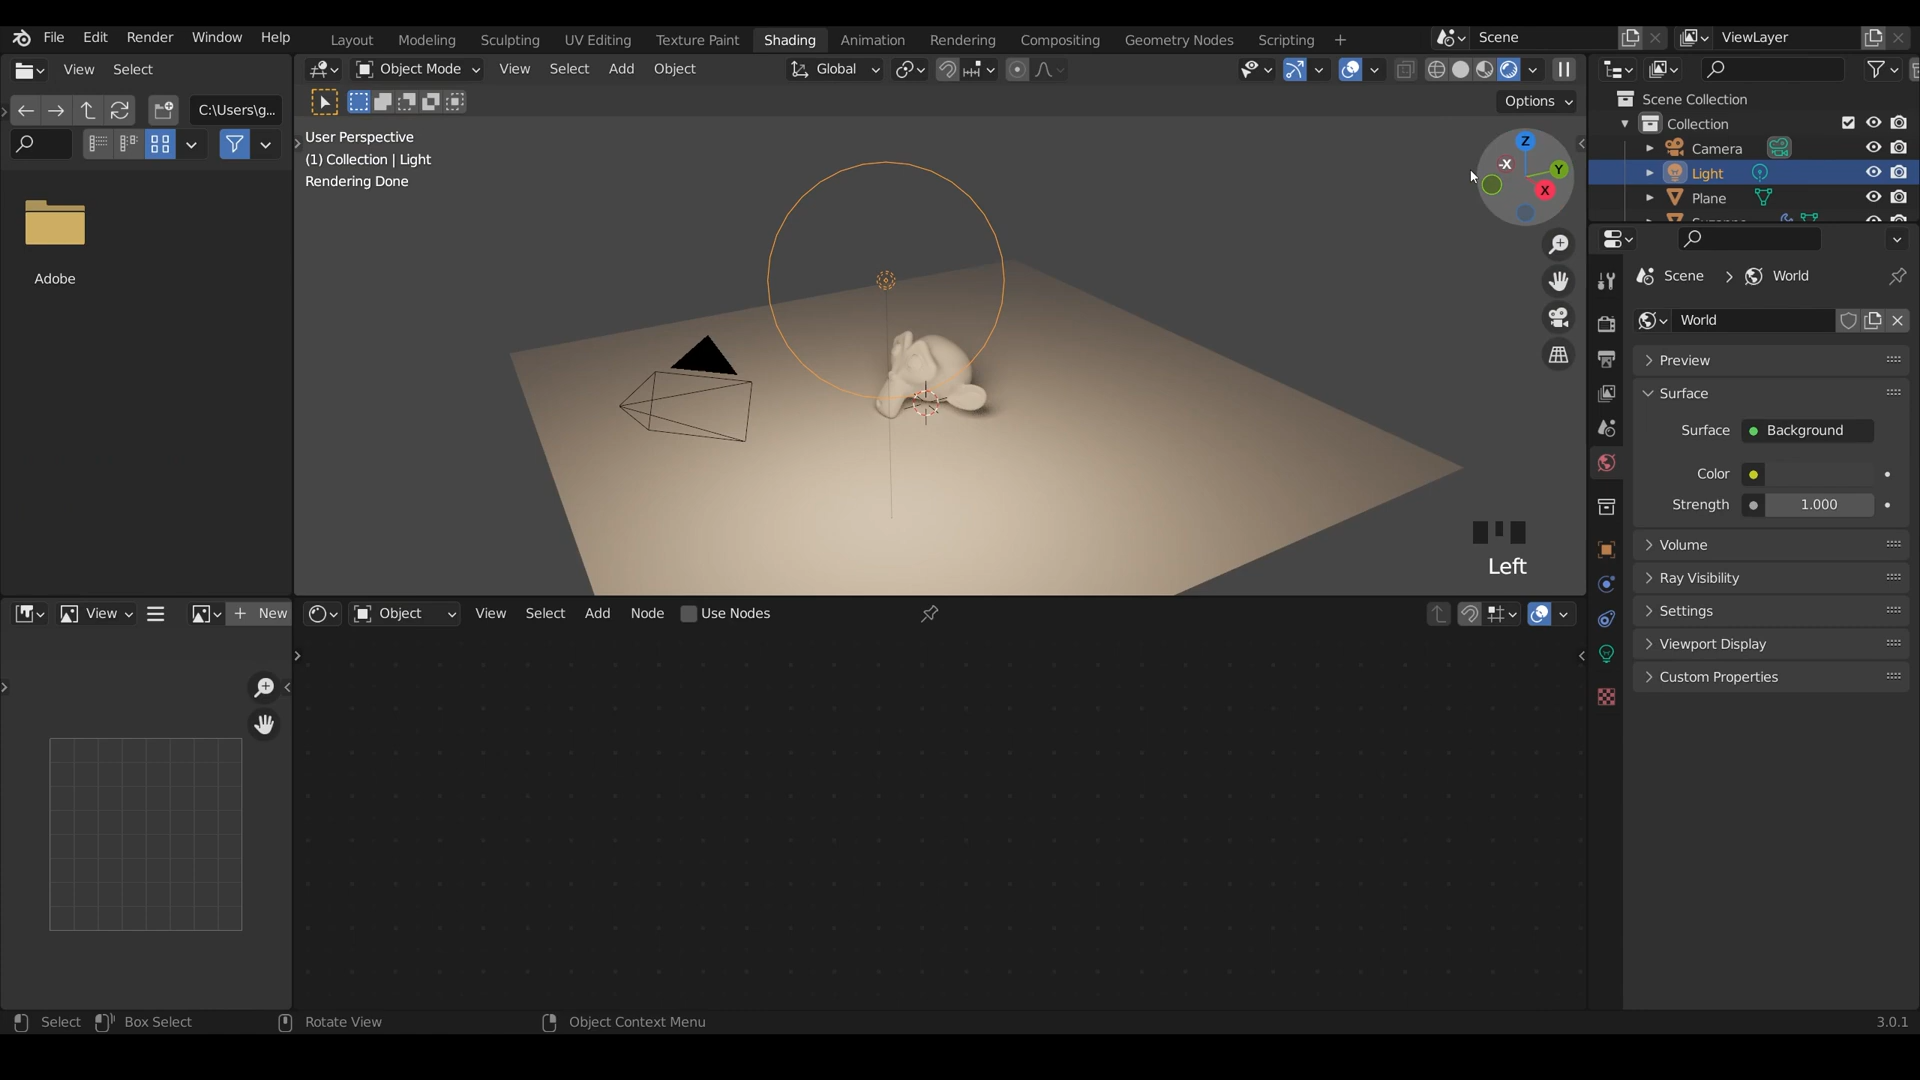 File Edit Render Window Help Layout Modeling Sculpting UV Editing Texture Paint Shading Animation Rendering Compositing Geometry Nodes Scripting + Scene ViewLayer
View Select Object Mode View Select Add Object Global
C:\Users\g... Options Scene Collection
Collection
User Perspective
(1) Collection | Light
Rendering Done
Z
-X
Y
X
Camera
Light
Plane
Suzanne
Adobe
Scene > World
World
Preview
Surface
Surface Background
Color
Strength 1.000
Volume
Ray Visibility
Settings
Viewport Display
Custom Properties
Left
View New Object View Select Add Node Use Nodes
Select Box Select Rotate View Object Context Menu 3.0.1